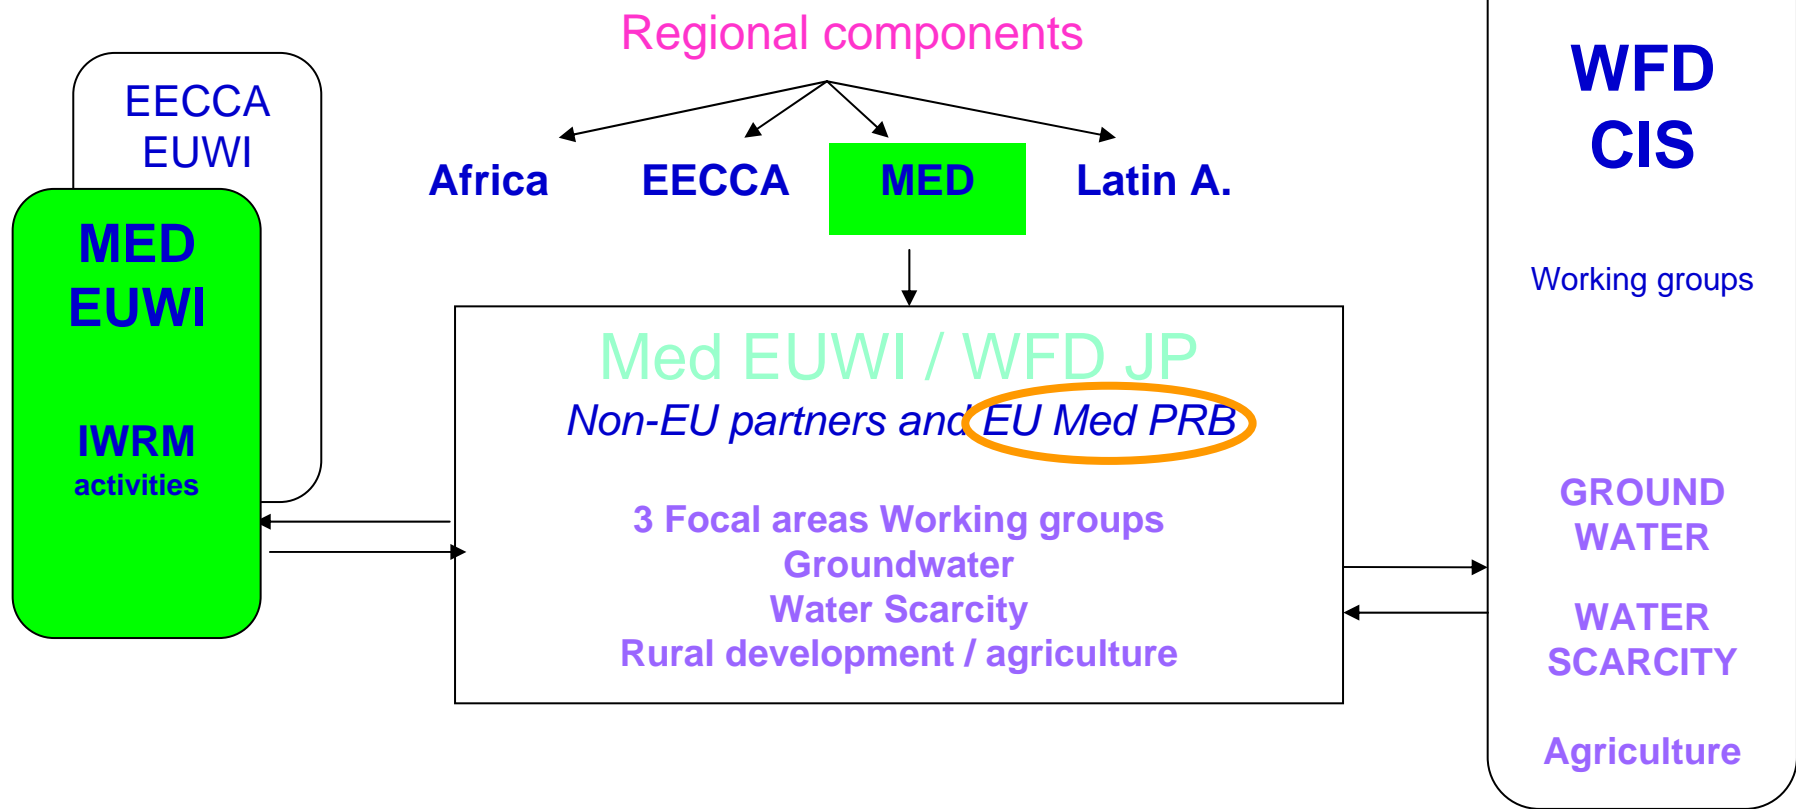 Regional components
Africa EECCA MED Latin A.
EECCA
EUWI
MED
EUWI
IWRM
activities
Med EUWI / WFD JP
Non-EU partners and EU Med PRB
3 Focal areas Working groups
Groundwater
Water Scarcity
Rural development / agriculture
WFD
CIS
Working groups
GROUND
WATER
WATER
SCARCITY
Agriculture